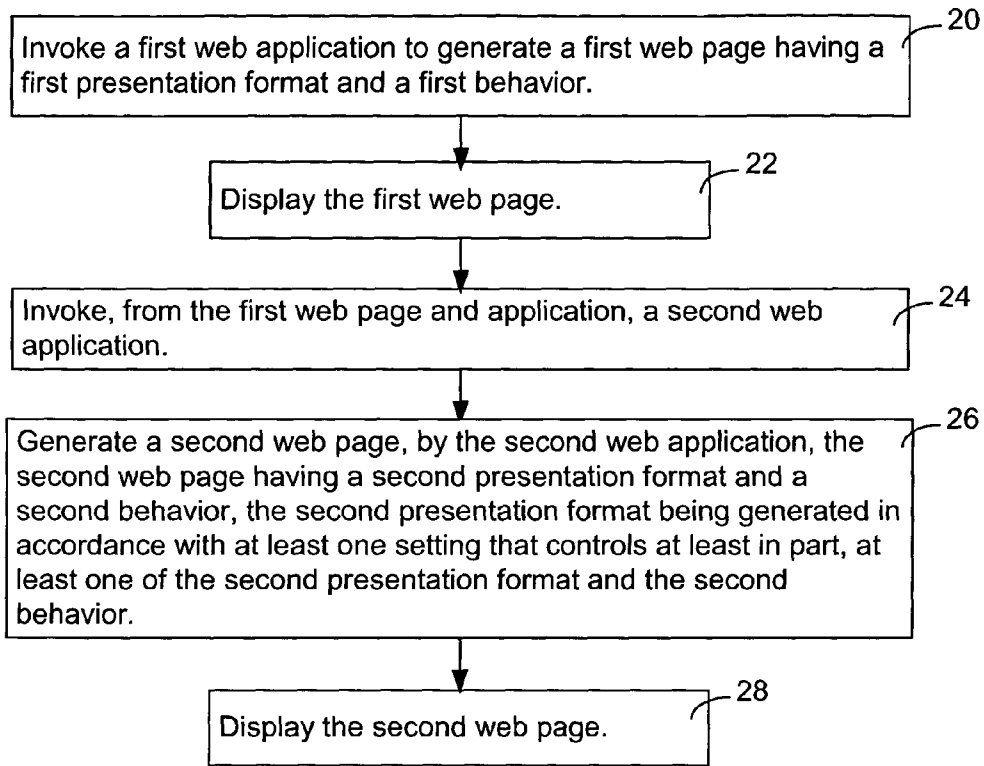 20
Invoke a first web application to generate a first web page having a
first presentation format and a first behavior.
22
Display the first web page.
24
Invoke, from the first web page and application, a second web
application.
26
Generate a second web page, by the second web application, the
second web page having a second presentation format and a
second behavior, the second presentation format being generated in
accordance with at least one setting that controls at least in part, at
least one of the second presentation format and the second
behavior.
28
Display the second web page.